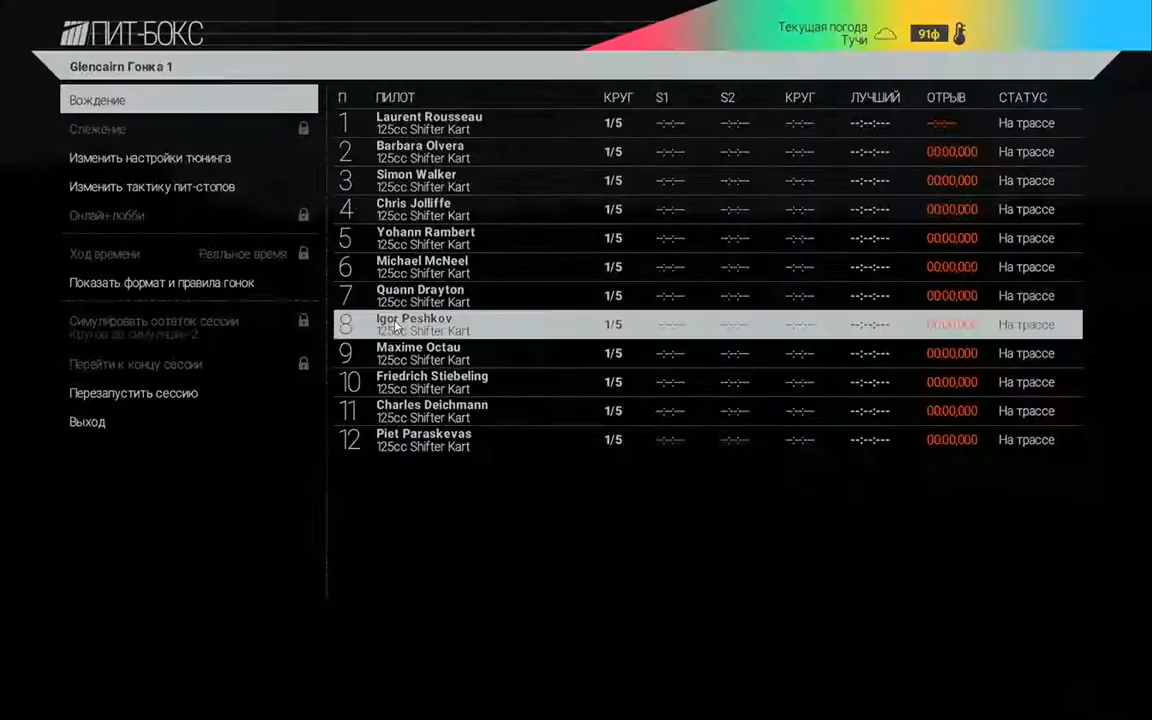 ПИТ-БОКС
Текущая погода
Тучи
91ф
Glencairn Гонка 1
Вождение
Слежение
Изменить настройки тюнинга
Изменить тактику пит-стопов
Онлайн-лобби
Ход времени Реальное время
Показать формат и правила гонок
Симулировать остаток сессии
Кругов до симуляции 2
Перейти к концу сессии
Перезапустить сессию
Выход
П ПИЛОТ КРУГ S1 S2 КРУГ ЛУЧШИЙ ОТРЫВ СТАТУС
1 Laurent Rousseau 1/5 --:--:--- --:--:--- --:--:--- --:--:--- --:--:--- На трассе
125cc Shifter Kart
2 Barbara Olvera 1/5 --:--:--- --:--:--- --:--:--- --:--:--- 00:00,000 На трассе
125cc Shifter Kart
3 Simon Walker 1/5 --:--:--- --:--:--- --:--:--- --:--:--- 00:00,000 На трассе
125cc Shifter Kart
4 Chris Jolliffe 1/5 --:--:--- --:--:--- --:--:--- --:--:--- 00:00,000 На трассе
125cc Shifter Kart
5 Yohann Rambert 1/5 --:--:--- --:--:--- --:--:--- --:--:--- 00:00,000 На трассе
125cc Shifter Kart
6 Michael McNeel 1/5 --:--:--- --:--:--- --:--:--- --:--:--- 00:00,000 На трассе
125cc Shifter Kart
7 Quann Drayton 1/5 --:--:--- --:--:--- --:--:--- --:--:--- 00:00,000 На трассе
125cc Shifter Kart
8 Igor Peshkov 1/5 --:--:--- --:--:--- --:--:--- --:--:--- 00:00,000 На трассе
125cc Shifter Kart
9 Maxime Octau 1/5 --:--:--- --:--:--- --:--:--- --:--:--- 00:00,000 На трассе
125cc Shifter Kart
10 Friedrich Stiebeling 1/5 --:--:--- --:--:--- --:--:--- --:--:--- 00:00,000 На трассе
125cc Shifter Kart
11 Charles Deichmann 1/5 --:--:--- --:--:--- --:--:--- --:--:--- 00:00,000 На трассе
125cc Shifter Kart
12 Piet Paraskevas 1/5 --:--:--- --:--:--- --:--:--- --:--:--- 00:00,000 На трассе
125cc Shifter Kart